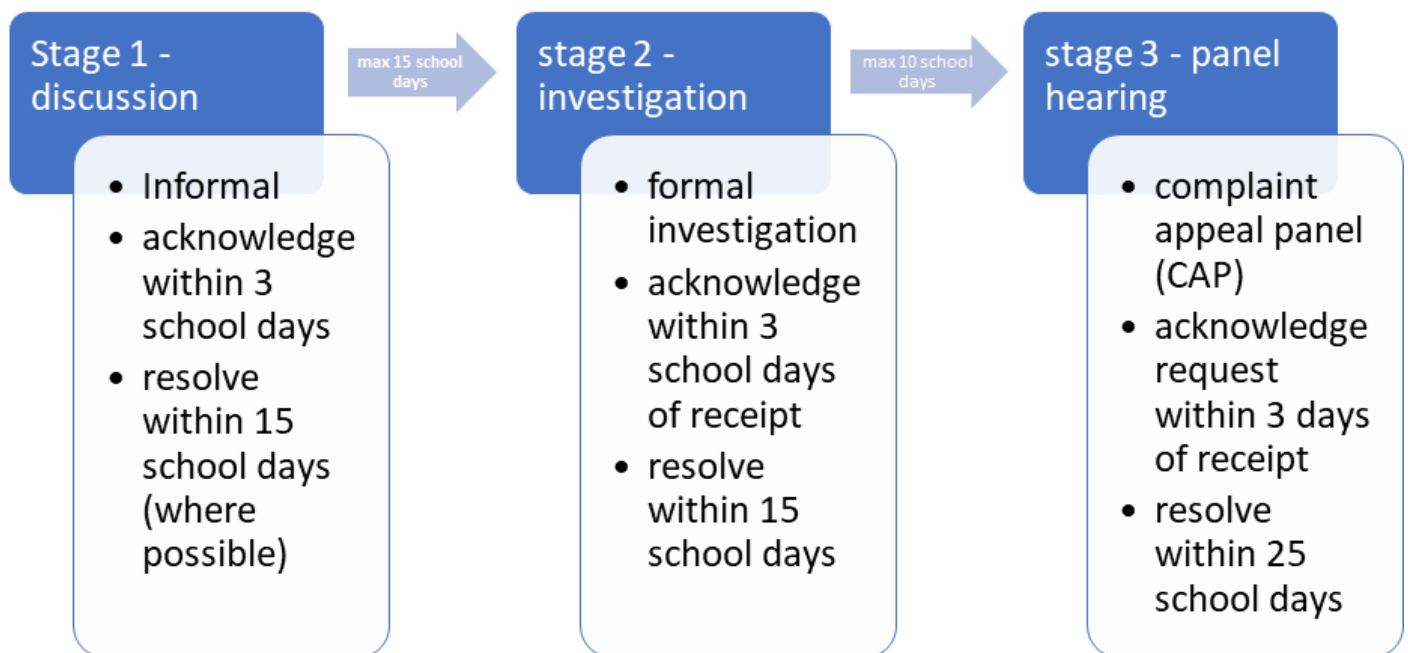 Stage 1 -
discussion
max 15 school
days
stage 2 -
investigation
max 10 school
days
stage 3 - panel
hearing
• Informal
• acknowledge
within 3
school days
• resolve
within 15
school days
(where
possible)
• formal
investigation
• acknowledge
within 3
school days
of receipt
• resolve
within 15
school days
• complaint
appeal panel
(CAP)
• acknowledge
request
within 3 days
of receipt
• resolve
within 25
school days